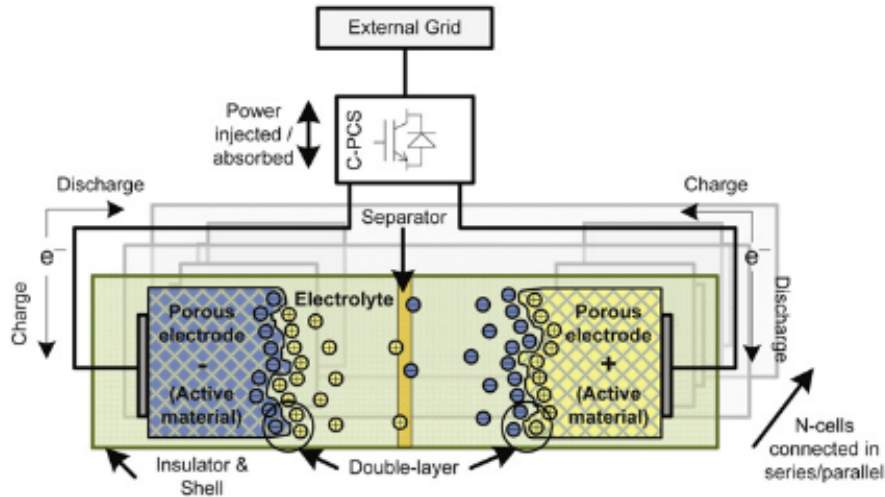 External Grid
Power
injected /
absorbed
C-PCS
Discharge
Charge
Separator
e⁻
e⁻
Charge
Discharge
Electrolyte
Porous
electrode
-
(Active
material)
Porous
electrode
+
(Active
material)
Insulator &
Shell
Double-layer
N-cells
connected in
series/parallel